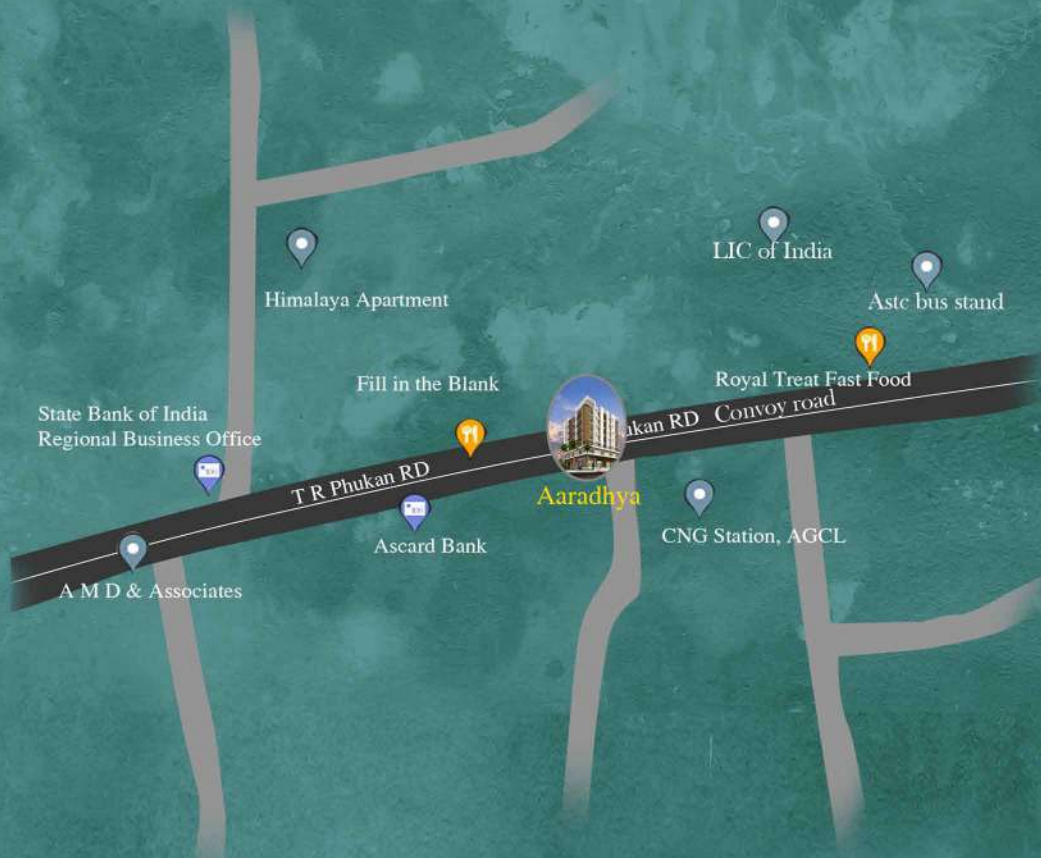 LIC of India
Himalaya Apartment
Astc bus stand
Fill in the Blank
Royal Treat Fast Food
State Bank of India
Regional Business Office
T R Phukan RD
ukan RD Convoy road
Aaradhya
Ascard Bank
CNG Station, AGCL
A M D & Associates